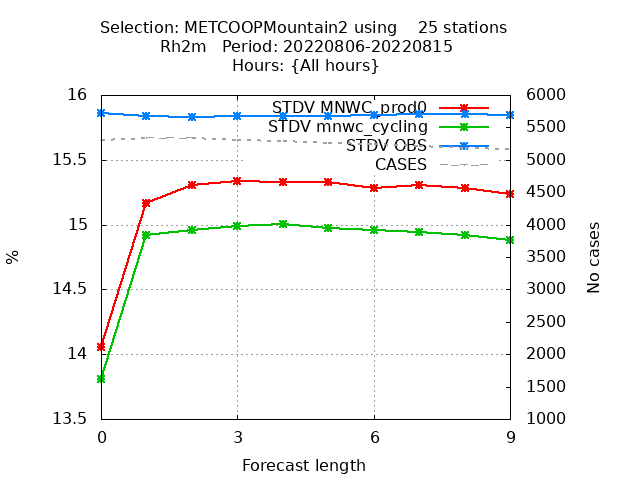 Selection: METCOOPMountain2 using    25 stations
Rh2m   Period: 20220806-20220815
Hours: {All hours}
16
15.5
15
14.5
14
13.5
%
STDV MNWC_prod0
STDV mnwc_cycling
STDV OBS
CASES
6000
5500
5000
4500
4000
3500
3000
2500
2000
1500
1000
No cases
0 3 6 9
Forecast length